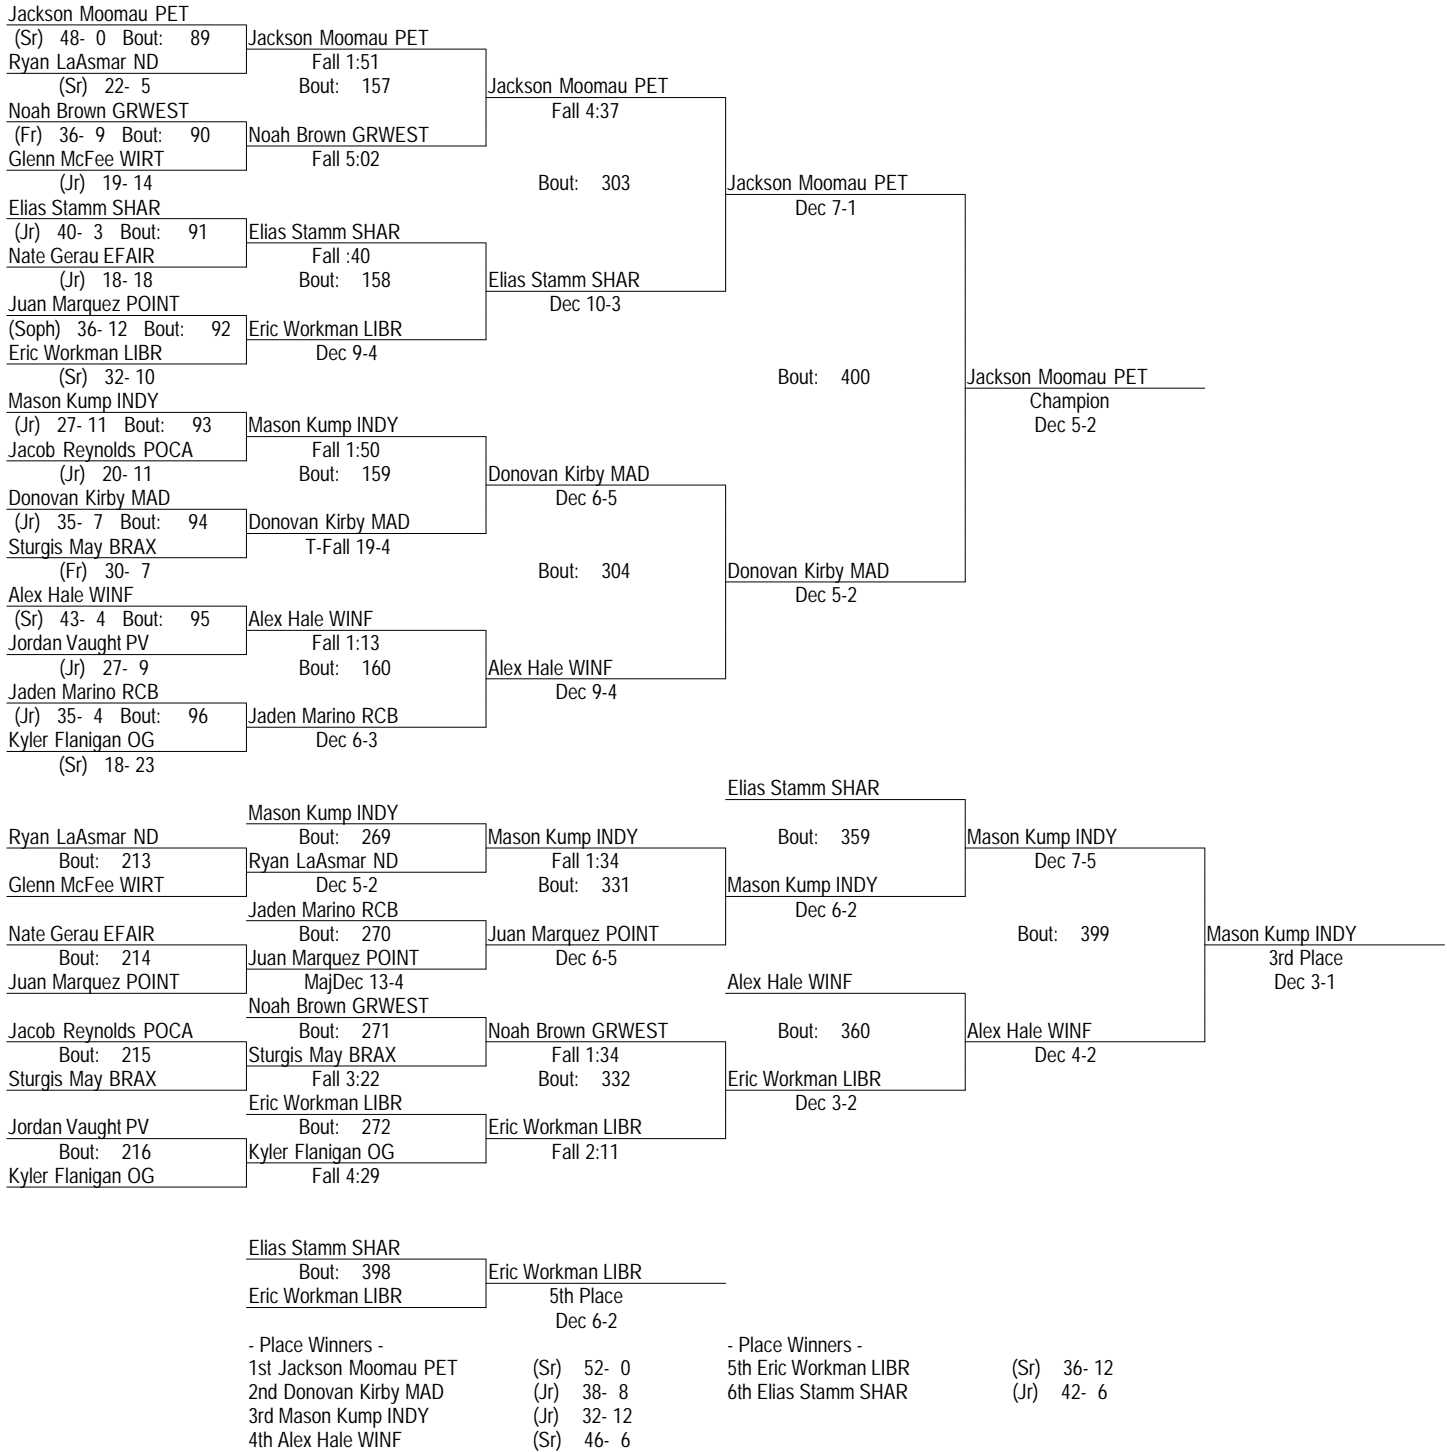 Jackson Moomau PET
(Sr) 48- 0 Bout: 89 Jackson Moomau PET
Ryan LaAsmar ND Fall 1:51
(Sr) 22- 5 Bout: 157 Jackson Moomau PET
Noah Brown GRWEST Fall 4:37
(Fr) 36- 9 Bout: 90 Noah Brown GRWEST
Glenn McFee WIRT Fall 5:02
(Jr) 19- 14 Bout: 303 Jackson Moomau PET
Elias Stamm SHAR Dec 7-1
(Jr) 40- 3 Bout: 91 Elias Stamm SHAR
Nate Gerau EFAIR Fall :40
(Jr) 18- 18 Bout: 158 Elias Stamm SHAR
Juan Marquez POINT Dec 10-3
(Soph) 36- 12 Bout: 92 Eric Workman LIBR
Eric Workman LIBR Dec 9-4
(Sr) 32- 10 Bout: 400 Jackson Moomau PET
Mason Kump INDY Champion
(Jr) 27- 11 Bout: 93 Mason Kump INDY Dec 5-2
Jacob Reynolds POCA Fall 1:50
(Jr) 20- 11 Bout: 159 Donovan Kirby MAD
Donovan Kirby MAD Dec 6-5
(Jr) 35- 7 Bout: 94 Donovan Kirby MAD
Sturgis May BRAX T-Fall 19-4
(Fr) 30- 7 Bout: 304 Donovan Kirby MAD
Alex Hale WINF Dec 5-2
(Sr) 43- 4 Bout: 95 Alex Hale WINF
Jordan Vaught PV Fall 1:13
(Jr) 27- 9 Bout: 160 Alex Hale WINF
Jaden Marino RCB Dec 9-4
(Jr) 35- 4 Bout: 96 Jaden Marino RCB
Kyler Flanigan OG Dec 6-3
(Sr) 18- 23
Elias Stamm SHAR
Mason Kump INDY
Ryan LaAsmar ND Bout: 269 Mason Kump INDY Bout: 359 Mason Kump INDY
Bout: 213 Ryan LaAsmar ND Fall 1:34 Dec 7-5
Glenn McFee WIRT Dec 5-2 Bout: 331 Mason Kump INDY
Jaden Marino RCB Dec 6-2
Nate Gerau EFAIR Bout: 270 Juan Marquez POINT Bout: 399 Mason Kump INDY
Bout: 214 Juan Marquez POINT Dec 6-5 3rd Place
Juan Marquez POINT MajDec 13-4 Alex Hale WINF Dec 3-1
Noah Brown GRWEST
Jacob Reynolds POCA Bout: 271 Noah Brown GRWEST Bout: 360 Alex Hale WINF
Bout: 215 Sturgis May BRAX Fall 1:34 Dec 4-2
Sturgis May BRAX Fall 3:22 Bout: 332 Eric Workman LIBR
Eric Workman LIBR Dec 3-2
Jordan Vaught PV Bout: 272 Eric Workman LIBR
Bout: 216 Kyler Flanigan OG Fall 2:11
Kyler Flanigan OG Fall 4:29
Elias Stamm SHAR
Bout: 398 Eric Workman LIBR
Eric Workman LIBR 5th Place
Dec 6-2
- Place Winners - - Place Winners -
1st Jackson Moomau PET (Sr) 52- 0 5th Eric Workman LIBR (Sr) 36- 12
2nd Donovan Kirby MAD (Jr) 38- 8 6th Elias Stamm SHAR (Jr) 42- 6
3rd Mason Kump INDY (Jr) 32- 12
4th Alex Hale WINF (Sr) 46- 6